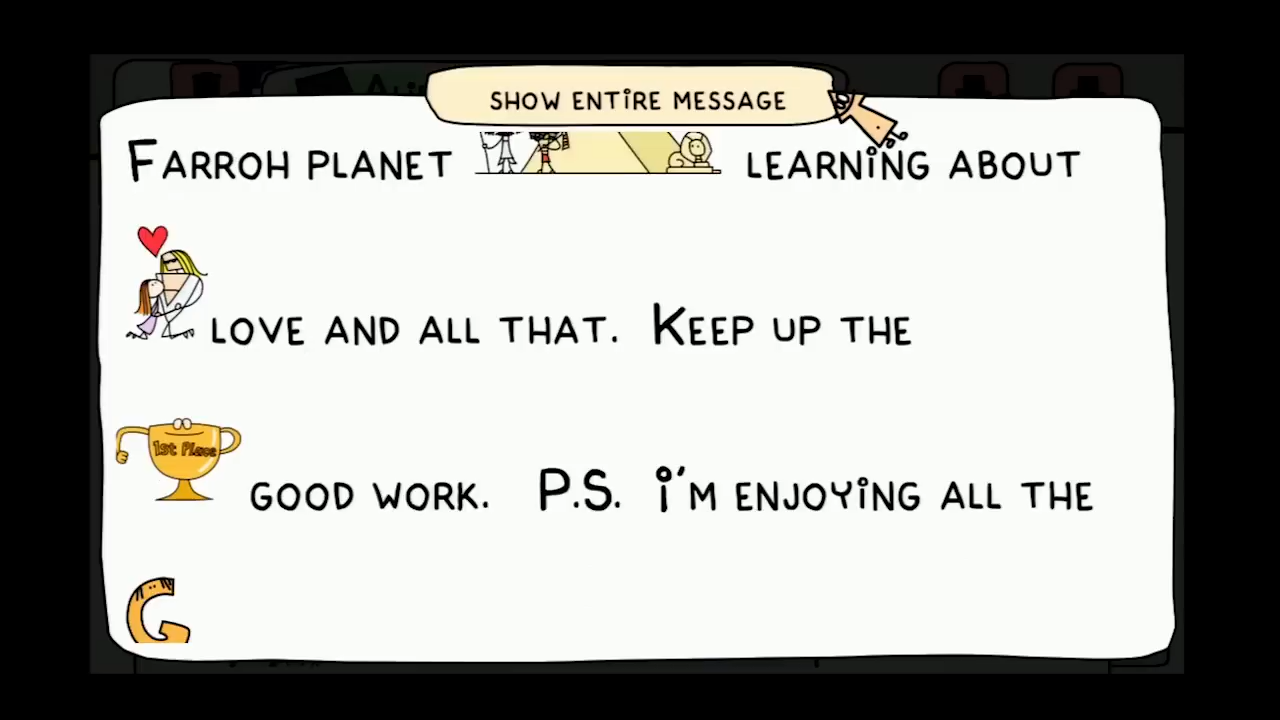 SHOW ENTiRE MESSAGE
FARROH PLANET LEARNiNG ABOUT
LOVE AND ALL THAT. KEEP UP THE
1st Place
GOOD WORK. P.S. i'M ENJOYiNG ALL THE
G